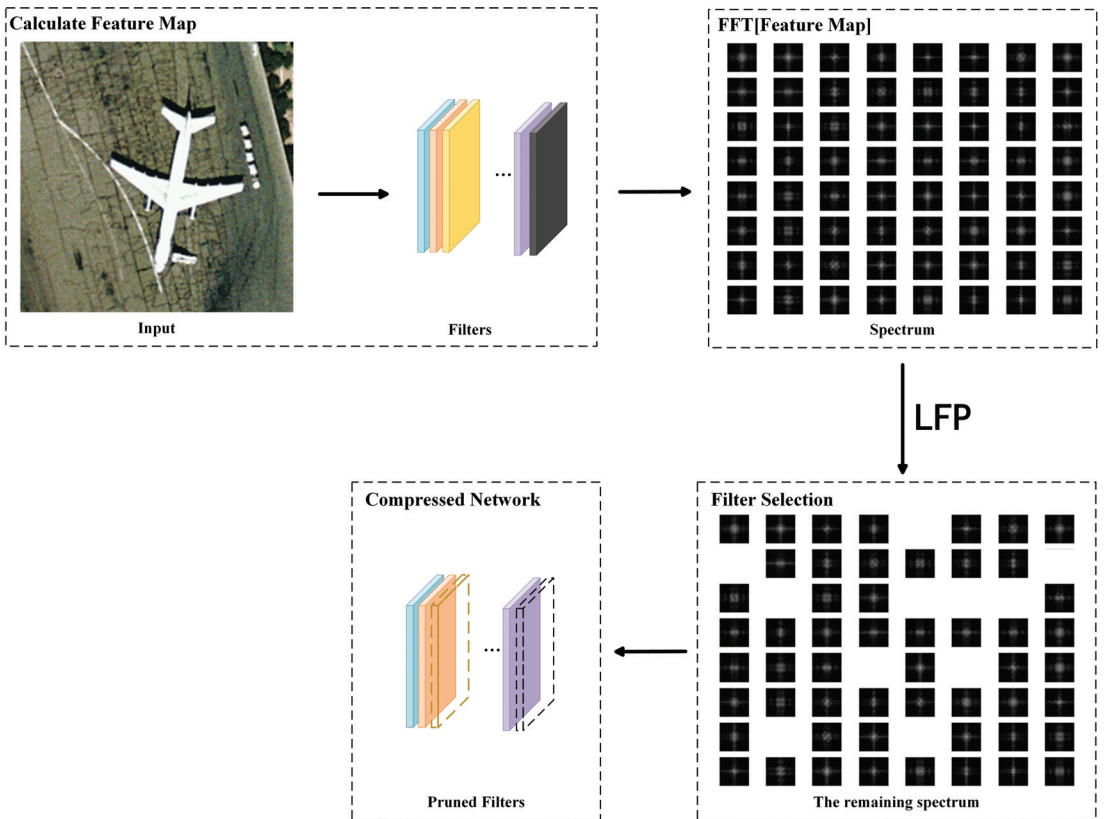 Calculate Feature Map
Input
...
Filters
FFT[Feature Map]
Spectrum
LFP
Filter Selection
The remaining spectrum
Compressed Network
...
Pruned Filters